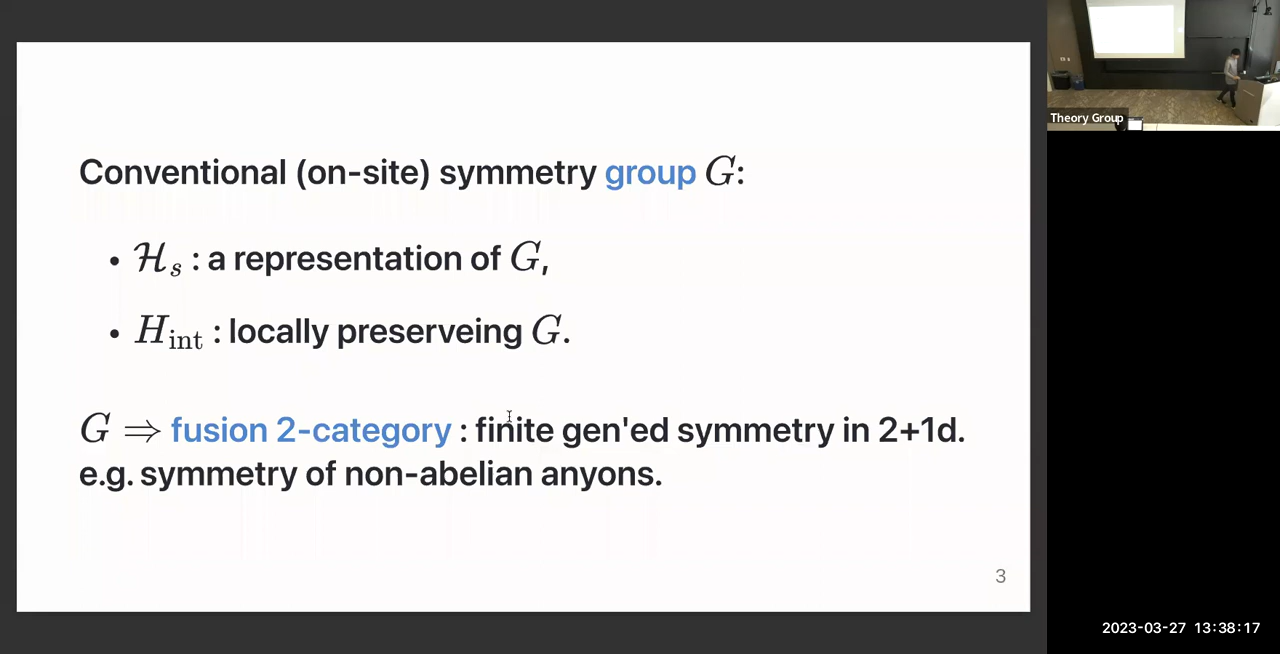 Conventional (on-site) symmetry group G:
• ℋₛ : a representation of G,
• H_int : locally preserveing G.
G ⇒ fusion 2-category : finite gen'ed symmetry in 2+1d.
e.g. symmetry of non-abelian anyons.
3
Theory Group
2023-03-27 13:38:17